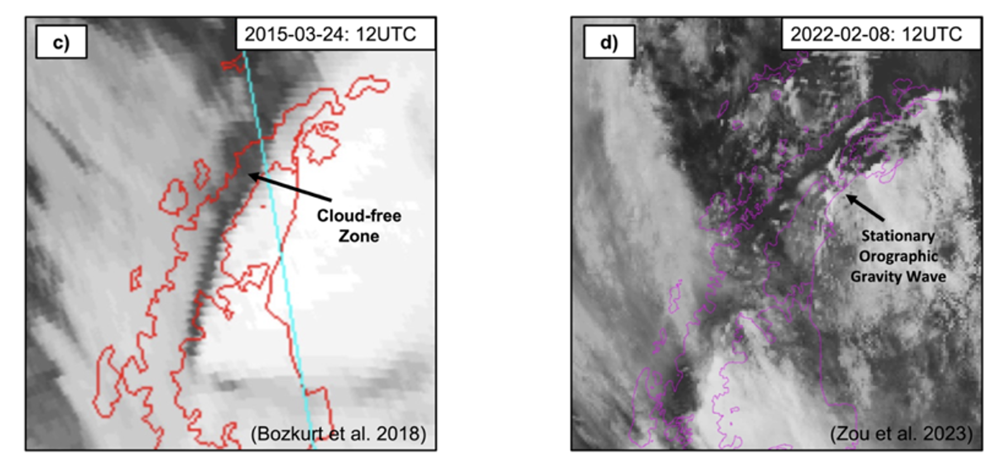 c)
2015-03-24: 12UTC
Cloud-free
Zone
(Bozkurt et al. 2018)
d)
2022-02-08: 12UTC
Stationary
Orographic
Gravity Wave
(Zou et al. 2023)